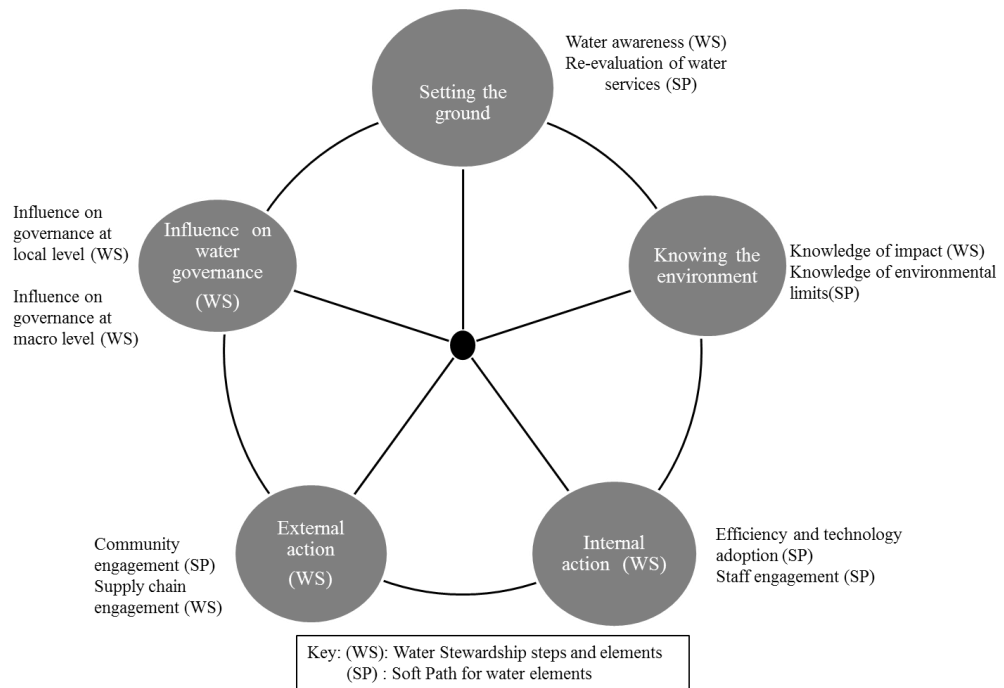 Setting the
ground
Water awareness (WS)
Re-evaluation of water
services (SP)
Knowing the
environment
Knowledge of impact (WS)
Knowledge of environmental
limits(SP)
Internal
action (WS)
Efficiency and technology
adoption (SP)
Staff engagement (SP)
External
action
(WS)
Community
engagement (SP)
Supply chain
engagement (WS)
Influence on
water
governance
(WS)
Influence on
governance at
local level (WS)
Influence on
governance at
macro level (WS)
Key: (WS): Water Stewardship steps and elements
(SP) : Soft Path for water elements